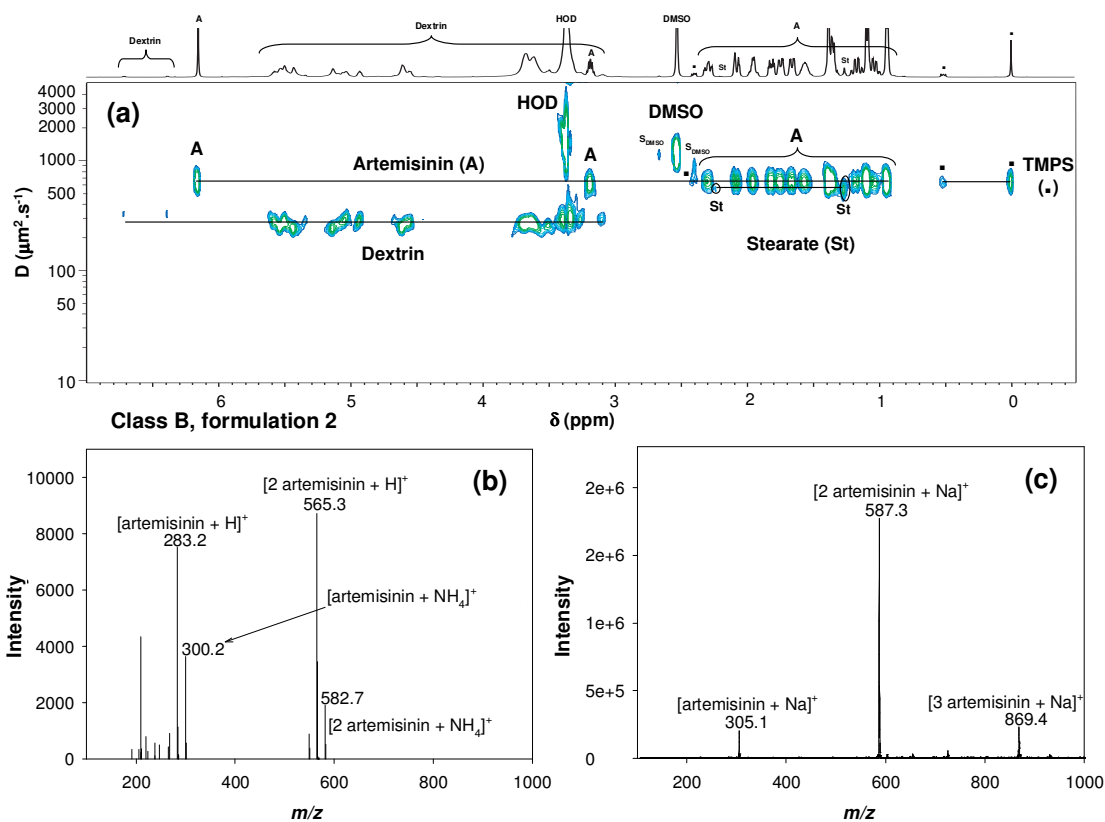 A
Dextrin
Dextrin
HOD
A
DMSO
A
St
St
(a)
4000
3000
2000
1000
500
100
50
10
D (µm².s⁻¹)
HOD
DMSO
A
Artemisinin (A)
A
S_DMSO
S_DMSO
A
TMPS
(▪)
St
St
Dextrin
Stearate (St)
6 5 4 3 2 1 0
Class B, formulation 2
δ (ppm)
(b)
[2 artemisinin + H]⁺
565.3
[artemisinin + H]⁺
283.2
[artemisinin + NH₄]⁺
300.2
582.7
[2 artemisinin + NH₄]⁺
10000
8000
6000
4000
2000
0
Intensity
200 400 600 800 1000
m/z
(c)
[2 artemisinin + Na]⁺
587.3
[artemisinin + Na]⁺
305.1
[3 artemisinin + Na]⁺
869.4
2e+6
2e+6
1e+6
5e+5
0
Intensity
200 400 600 800 1000
m/z